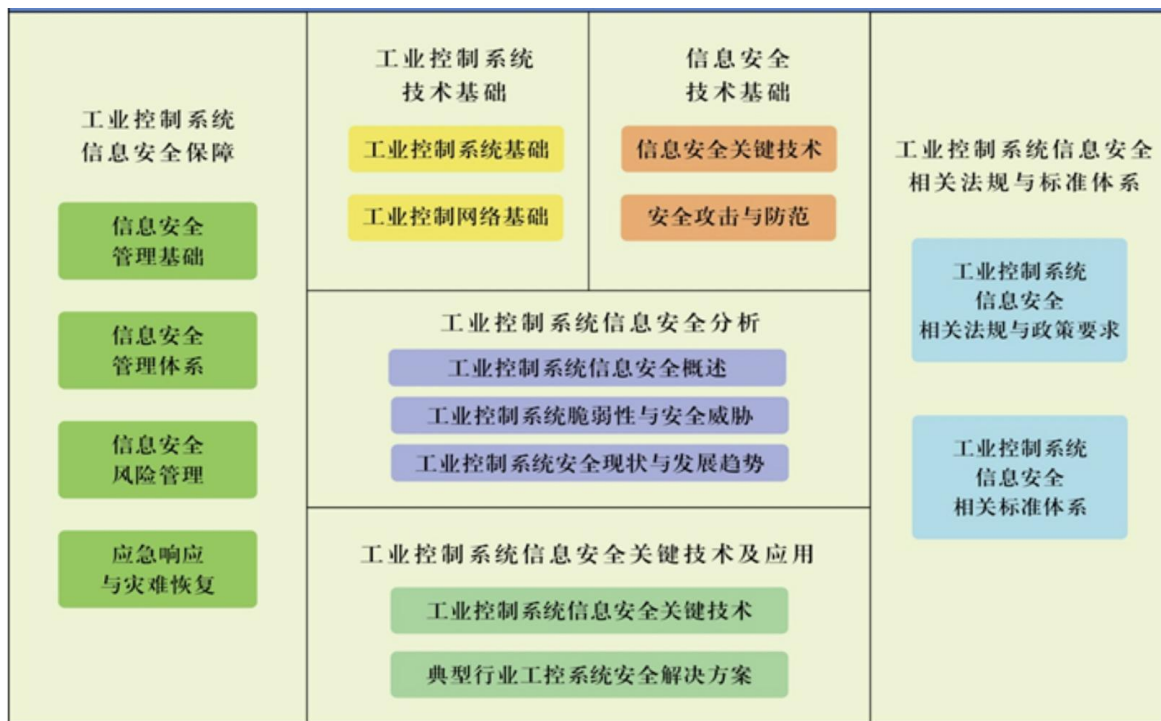 工业控制系统
信息安全保障
信息安全
管理基础
信息安全
管理体系
信息安全
风险管理
应急响应
与灾难恢复
工业控制系统
技术基础
工业控制系统基础
工业控制网络基础
信息安全
技术基础
信息安全关键技术
安全攻击与防范
工业控制系统信息安全分析
工业控制系统信息安全概述
工业控制系统脆弱性与安全威胁
工业控制系统安全现状与发展趋势
工业控制系统信息安全关键技术及应用
工业控制系统信息安全关键技术
典型行业工控系统安全解决方案
工业控制系统信息安全
相关法规与标准体系
工业控制系统
信息安全
相关法规与政策要求
工业控制系统
信息安全
相关标准体系